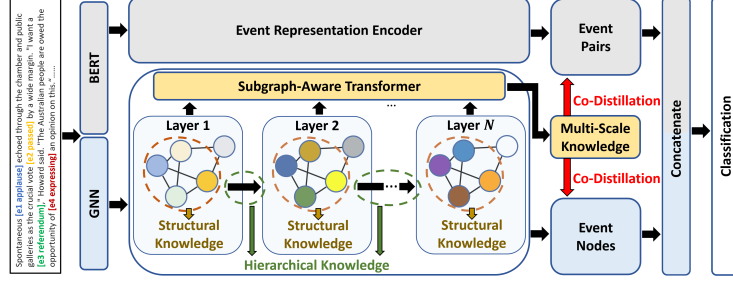 Spontaneous [e1 applause] echoed through the chamber and public
galleries as the crucial vote [e2 passed] by a wide margin. "I want a
[e3 referendum]," Howard said. "The Australian people are owed the
opportunity of [e4 expressing] an opinion on this. "......
BERT
GNN
Event Representation Encoder
Subgraph-Aware Transformer
...
Layer 1
Layer 2
Layer N
...
Structural
Knowledge
Structural
Knowledge
Structural
Knowledge
Hierarchical Knowledge
Event
Pairs
Co-Distillation
Multi-Scale
Knowledge
Co-Distillation
Event
Nodes
Concatenate
Classification